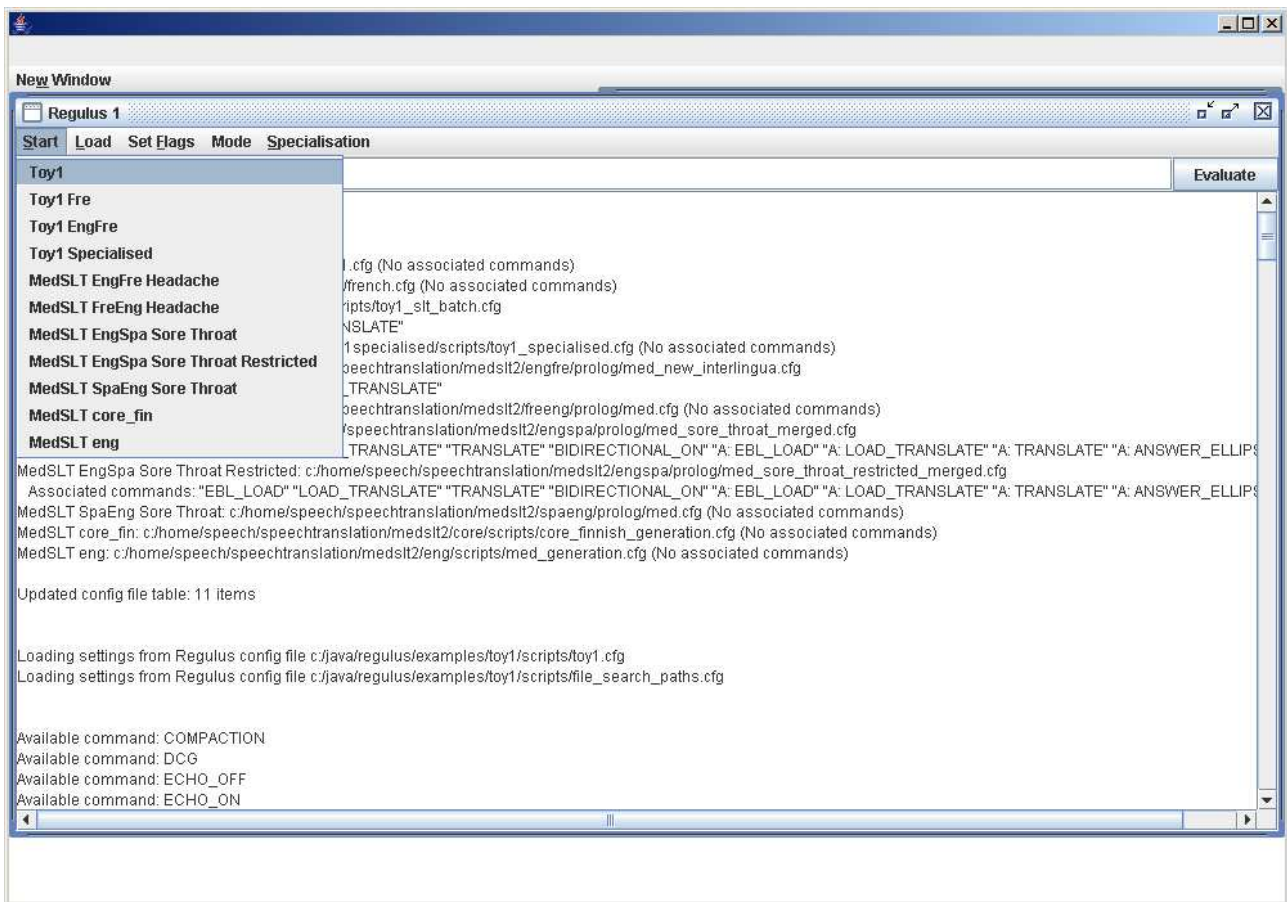 New Window
Regulus 1
Start Load Set Flags Mode Specialisation
Toy1
Evaluate
Toy1 Fre
Toy1 EngFre
Toy1 Specialised
1.cfg (No associated commands)
MedSLT EngFre Headache
/french.cfg (No associated commands)
MedSLT FreEng Headache
ripts/toy1_slt_batch.cfg
MedSLT EngSpa Sore Throat
NSLATE"
MedSLT EngSpa Sore Throat Restricted
1specialised/scripts/toy1_specialised.cfg (No associated commands)
peechtranslation/medslt2/engfre/prolog/med_new_interlingua.cfg
MedSLT SpaEng Sore Throat
_TRANSLATE"
MedSLT core_fin
peechtranslation/medslt2/freeng/prolog/med.cfg (No associated commands)
/speechtranslation/medslt2/engspa/prolog/med_sore_throat_merged.cfg
MedSLT eng
_TRANSLATE" "TRANSLATE" "BIDIRECTIONAL_ON" "A: EBL_LOAD" "A: LOAD_TRANSLATE" "A: TRANSLATE" "A: ANSWER_ELLIPS
MedSLT EngSpa Sore Throat Restricted: c:/home/speech/speechtranslation/medslt2/engspa/prolog/med_sore_throat_restricted_merged.cfg
Associated commands: "EBL_LOAD" "LOAD_TRANSLATE" "TRANSLATE" "BIDIRECTIONAL_ON" "A: EBL_LOAD" "A: LOAD_TRANSLATE" "A: TRANSLATE" "A: ANSWER_ELLIPS
MedSLT SpaEng Sore Throat: c:/home/speech/speechtranslation/medslt2/spaeng/prolog/med.cfg (No associated commands)
MedSLT core_fin: c:/home/speech/speechtranslation/medslt2/core/scripts/core_finnish_generation.cfg (No associated commands)
MedSLT eng: c:/home/speech/speechtranslation/medslt2/eng/scripts/med_generation.cfg (No associated commands)
Updated config file table: 11 items
Loading settings from Regulus config file c:/java/regulus/examples/toy1/scripts/toy1.cfg
Loading settings from Regulus config file c:/java/regulus/examples/toy1/scripts/file_search_paths.cfg
Available command: COMPACTION
Available command: DCG
Available command: ECHO_OFF
Available command: ECHO_ON